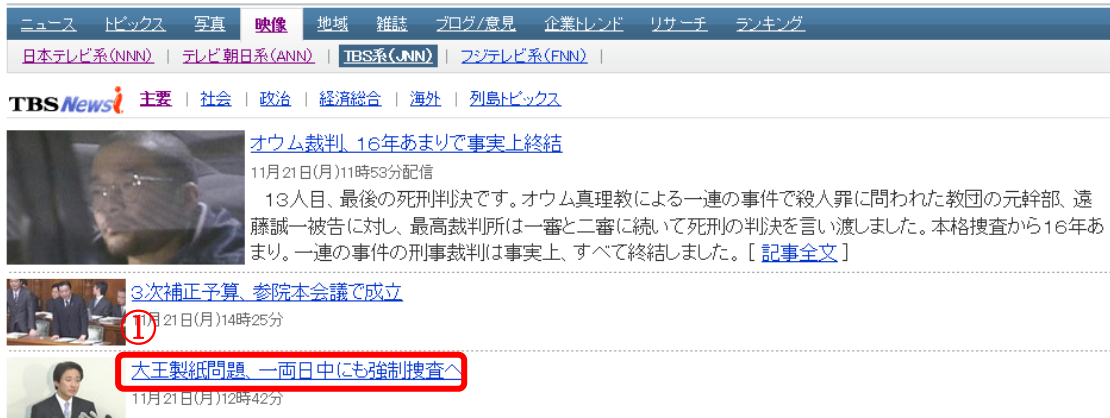 ニュース トピックス 写真 映像 地域 雑誌 ブログ/意見 企業トレンド リサーチ ランキング
日本テレビ系(NNN) | テレビ朝日系(ANN) | TBS系(JNN) | フジテレビ系(FNN) |
TBS News i 主要 | 社会 | 政治 | 経済総合 | 海外 | 列島トピックス
オウム裁判、16年あまりで事実上終結
11月21日(月)11時53分配信
13人目、最後の死刑判決です。オウム真理教による一連の事件で殺人罪に問われた教団の元幹部、遠
藤誠一被告に対し、最高裁判所は一審と二審に続いて死刑の判決を言い渡しました。本格捜査から16年あ
まり。一連の事件の刑事裁判は事実上、すべて終結しました。[ 記事全文 ]
3次補正予算、参院本会議で成立
11月21日(月)14時25分
①
大王製紙問題、一両日中にも強制捜査へ
11月21日(月)12時42分